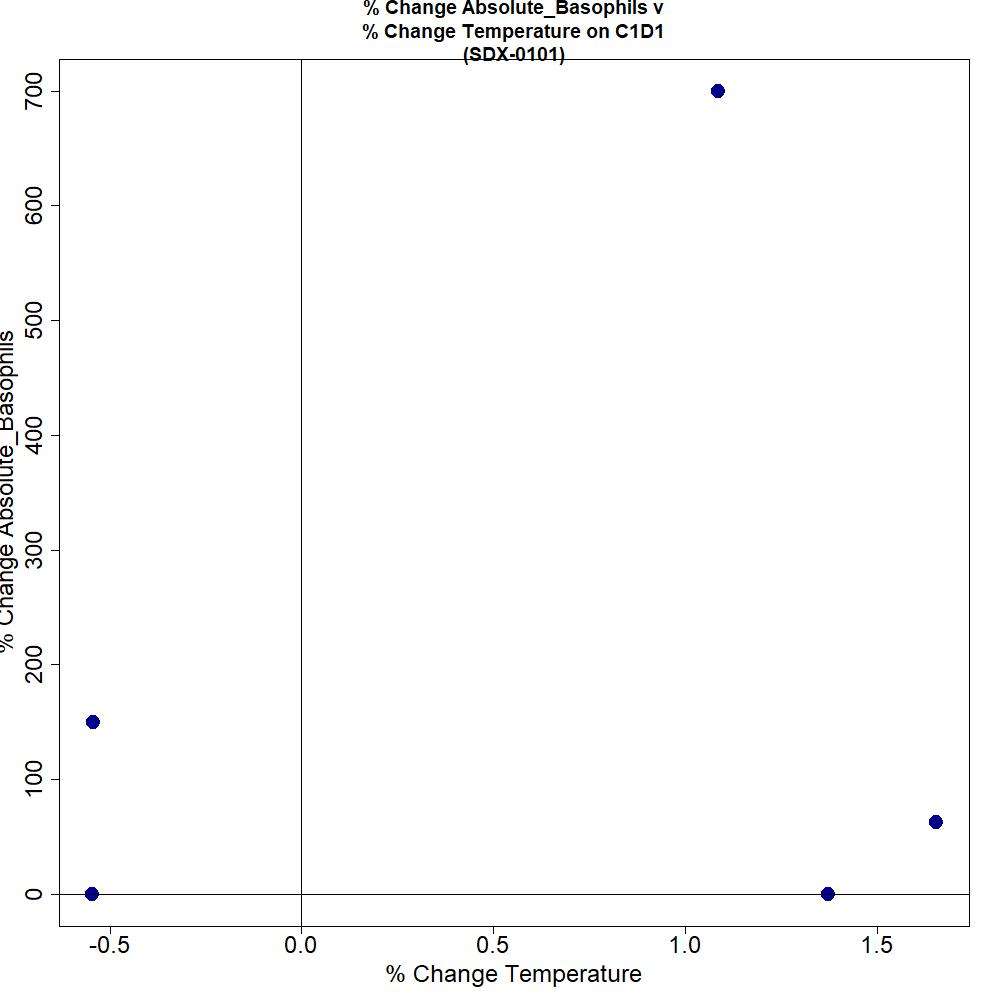 % Change Absolute_Basophils v
% Change Temperature on C1D1
(SDX-0101)
700
600
500
400
300
200
100
0
% Change Absolute_Basophils
-0.5
0.0
0.5
1.0
1.5
% Change Temperature